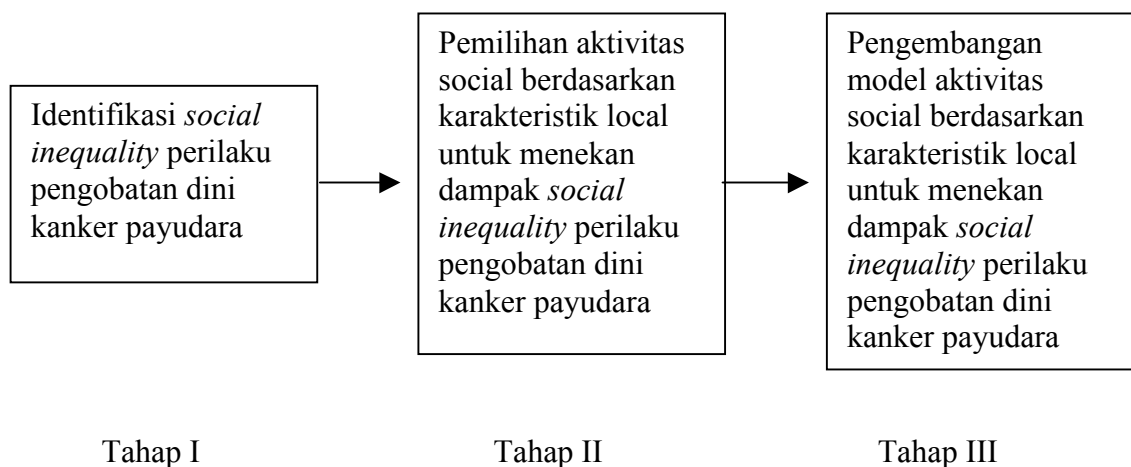 Identifikasi social
inequality perilaku
pengobatan dini
kanker payudara
Pemilihan aktivitas
social berdasarkan
karakteristik local
untuk menekan
dampak social
inequality perilaku
pengobatan dini
kanker payudara
Pengembangan
model aktivitas
social berdasarkan
karakteristik local
untuk menekan
dampak social
inequality perilaku
pengobatan dini
kanker payudara
Tahap I
Tahap II
Tahap III